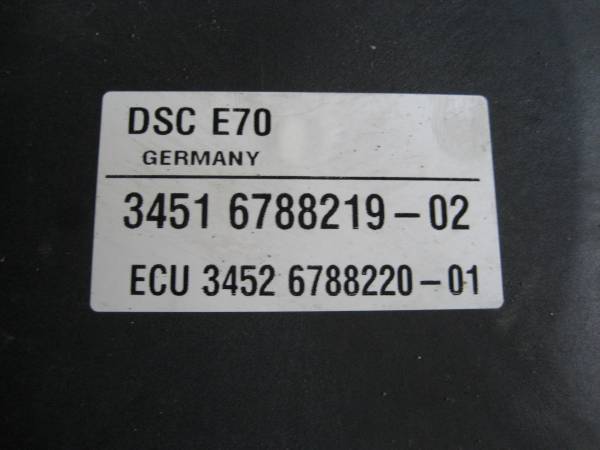 DSC E70
GERMANY
3451 6788219-02
ECU 3452 6788220-01